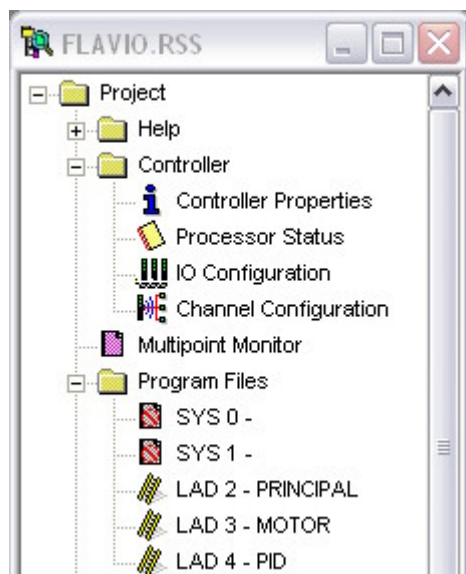 FLAVIO.RSS
Project
Help
Controller
Controller Properties
Processor Status
IO Configuration
Channel Configuration
Multipoint Monitor
Program Files
SYS 0 -
SYS 1 -
LAD 2 - PRINCIPAL
LAD 3 - MOTOR
LAD 4 - PID